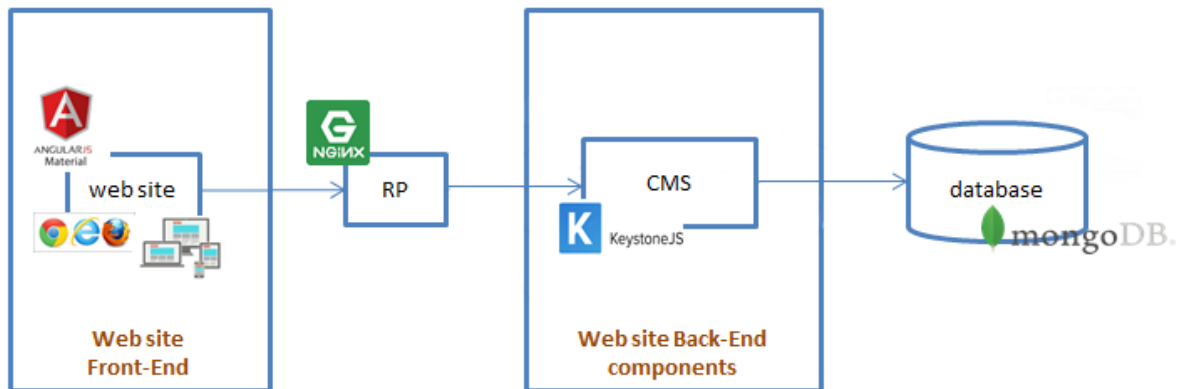 ANGULARJS
Material
web site
NGiNX
RP
CMS
K
KeystoneJS
database
mongoDB.
Web site
Front-End
Web site Back-End
components